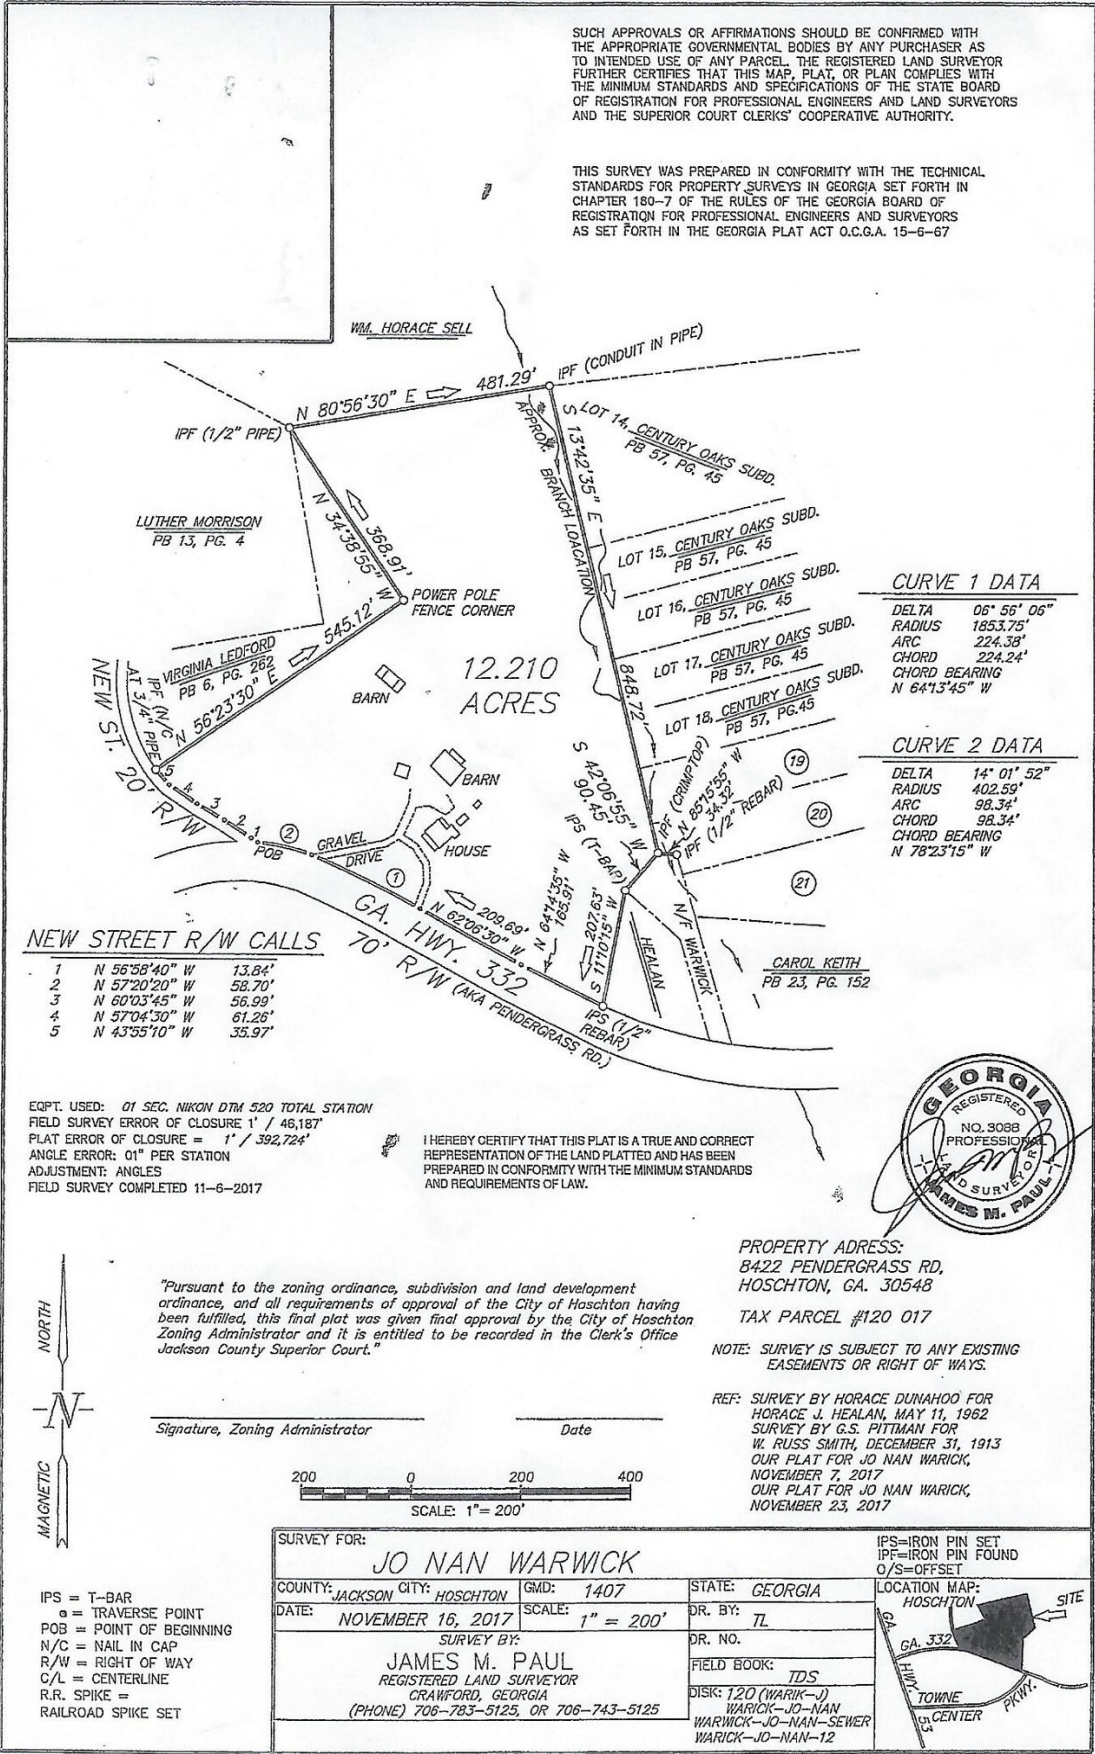 SUCH APPROVALS OR AFFIRMATIONS SHOULD BE CONFIRMED WITH
THE APPROPRIATE GOVERNMENTAL BODIES BY ANY PURCHASER AS
TO INTENDED USE OF ANY PARCEL. THE REGISTERED LAND SURVEYOR
FURTHER CERTIFIES THAT THIS MAP, PLAT, OR PLAN COMPLIES WITH
THE MINIMUM STANDARDS AND SPECIFICATIONS OF THE STATE BOARD
OF REGISTRATION FOR PROFESSIONAL ENGINEERS AND LAND SURVEYORS
AND THE SUPERIOR COURT CLERKS' COOPERATIVE AUTHORITY.
THIS SURVEY WAS PREPARED IN CONFORMITY WITH THE TECHNICAL
STANDARDS FOR PROPERTY SURVEYS IN GEORGIA SET FORTH IN
CHAPTER 180-7 OF THE RULES OF THE GEORGIA BOARD OF
REGISTRATION FOR PROFESSIONAL ENGINEERS AND SURVEYORS
AS SET FORTH IN THE GEORGIA PLAT ACT O.C.G.A. 15-6-67
WM. HORACE SELL
IPF (CONDUIT IN PIPE)
N 80°56'30" E 481.29'
IPF (1/2" PIPE)
APPROX. BRANCH LOACATION
S 13°42'35" E
848.72'
LOT 14, CENTURY OAKS SUBD.
PB 57, PG. 45
LUTHER MORRISON
PB 13, PG. 4
N 34°38'55" W
368.91'
LOT 15, CENTURY OAKS SUBD.
PB 57, PG. 45
LOT 16, CENTURY OAKS SUBD.
PB 57, PG. 45
LOT 17, CENTURY OAKS SUBD.
PB 57, PG. 45
LOT 18, CENTURY OAKS SUBD.
PB 57, PG.45
19
20
21
POWER POLE
FENCE CORNER
VIRGINIA LEDFORD
PB 6, PG. 262
N 56°23'30" E
545.12'
IPF (N/C
AT 3/4" PIPE)
NEW ST. 20' R/W
12.210
ACRES
BARN
BARN
HOUSE
GRAVEL
DRIVE
5
4
3
2
1
POB
2
1
CURVE 1 DATA
DELTA 06° 56' 06"
RADIUS 1853.75'
ARC 224.38'
CHORD 224.24'
CHORD BEARING
N 64°13'45" W
CURVE 2 DATA
DELTA 14° 01' 52"
RADIUS 402.59'
ARC 98.34'
CHORD 98.34'
CHORD BEARING
N 78°23'15" W
S 42°06'55" W
90.45'
IPS (T-BAR)
IPF (CRIMPTOP)
N 85°15'55" W
34.32'
IPF (1/2" REBAR)
N 62°06'30" W
209.69'
N 64°14'35" W
165.91'
S 11°10'15" W
207.63'
HEALAN
N/F WARWICK
IPS (1/2"
REBAR)
GA. HWY. 332
70' R/W (AKA PENDERGRASS RD.)
CAROL KEITH
PB 23, PG. 152
NEW STREET R/W CALLS
1 N 56°58'40" W 13.84'
2 N 57°20'20" W 58.70'
3 N 60°03'45" W 56.99'
4 N 57°04'30" W 61.26'
5 N 43°55'10" W 35.97'
EQPT. USED: 01 SEC. NIKON DTM 520 TOTAL STATION
FIELD SURVEY ERROR OF CLOSURE 1' / 46,187'
PLAT ERROR OF CLOSURE = 1' / 392,724'
ANGLE ERROR: 01" PER STATION
ADJUSTMENT: ANGLES
FIELD SURVEY COMPLETED 11-6-2017
I HEREBY CERTIFY THAT THIS PLAT IS A TRUE AND CORRECT
REPRESENTATION OF THE LAND PLATTED AND HAS BEEN
PREPARED IN CONFORMITY WITH THE MINIMUM STANDARDS
AND REQUIREMENTS OF LAW.
GEORGIA
REGISTERED
NO. 3088
PROFESSIONAL
LAND SURVEYOR
JAMES M. PAUL
PROPERTY ADRESS:
8422 PENDERGRASS RD,
HOSCHTON, GA. 30548
TAX PARCEL #120 017
NOTE: SURVEY IS SUBJECT TO ANY EXISTING
EASEMENTS OR RIGHT OF WAYS.
REF: SURVEY BY HORACE DUNAHOO FOR
HORACE J. HEALAN, MAY 11, 1962
SURVEY BY G.S. PITTMAN FOR
W. RUSS SMITH, DECEMBER 31, 1913
OUR PLAT FOR JO NAN WARICK,
NOVEMBER 7, 2017
OUR PLAT FOR JO NAN WARICK,
NOVEMBER 23, 2017
"Pursuant to the zoning ordinance, subdivision and land development
ordinance, and all requirements of approval of the City of Hoschton having
been fulfilled, this final plat was given final approval by the City of Hoschton
Zoning Administrator and it is entitled to be recorded in the Clerk's Office
Jackson County Superior Court."
Signature, Zoning Administrator Date
NORTH
N
MAGNETIC
200 0 200 400
SCALE: 1"= 200'
IPS = T-BAR
= TRAVERSE POINT
POB = POINT OF BEGINNING
N/C = NAIL IN CAP
R/W = RIGHT OF WAY
C/L = CENTERLINE
R.R. SPIKE =
RAILROAD SPIKE SET
SURVEY FOR:
JO NAN WARWICK
COUNTY: JACKSON CITY: HOSCHTON GMD: 1407 STATE: GEORGIA
DATE: NOVEMBER 16, 2017 SCALE: 1" = 200' DR. BY: TL
SURVEY BY:
JAMES M. PAUL
REGISTERED LAND SURVEYOR
CRAWFORD, GEORGIA
(PHONE) 706-783-5125, OR 706-743-5125
DR. NO.
FIELD BOOK: TDS
DISK: 120 (WARIK-J)
WARICK-JO-NAN
WARWICK-JO-NAN-SEWER
WARICK-JO-NAN-12
IPS=IRON PIN SET
IPF=IRON PIN FOUND
O/S=OFFSET
LOCATION MAP:
HOSCHTON
SITE
GA. 332
GA. HWY. 53
TOWNE
CENTER
PKWY.